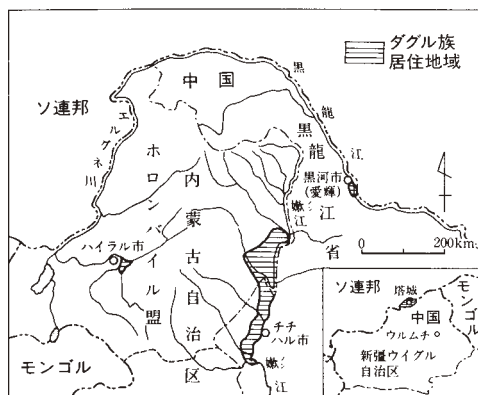 ダグル族
居住地域
中国
黒龍江
ソ連邦
エルグネ川
ホロンバイル盟
内蒙古自治区
黒龍江省
黒河市
(愛輝)
嫩江
ハイラル市
0 200km
チチハル市
嫩江
モンゴル
ソ連邦
塔城
モンゴル
中国
ウルムチ
新疆ウイグル
自治区